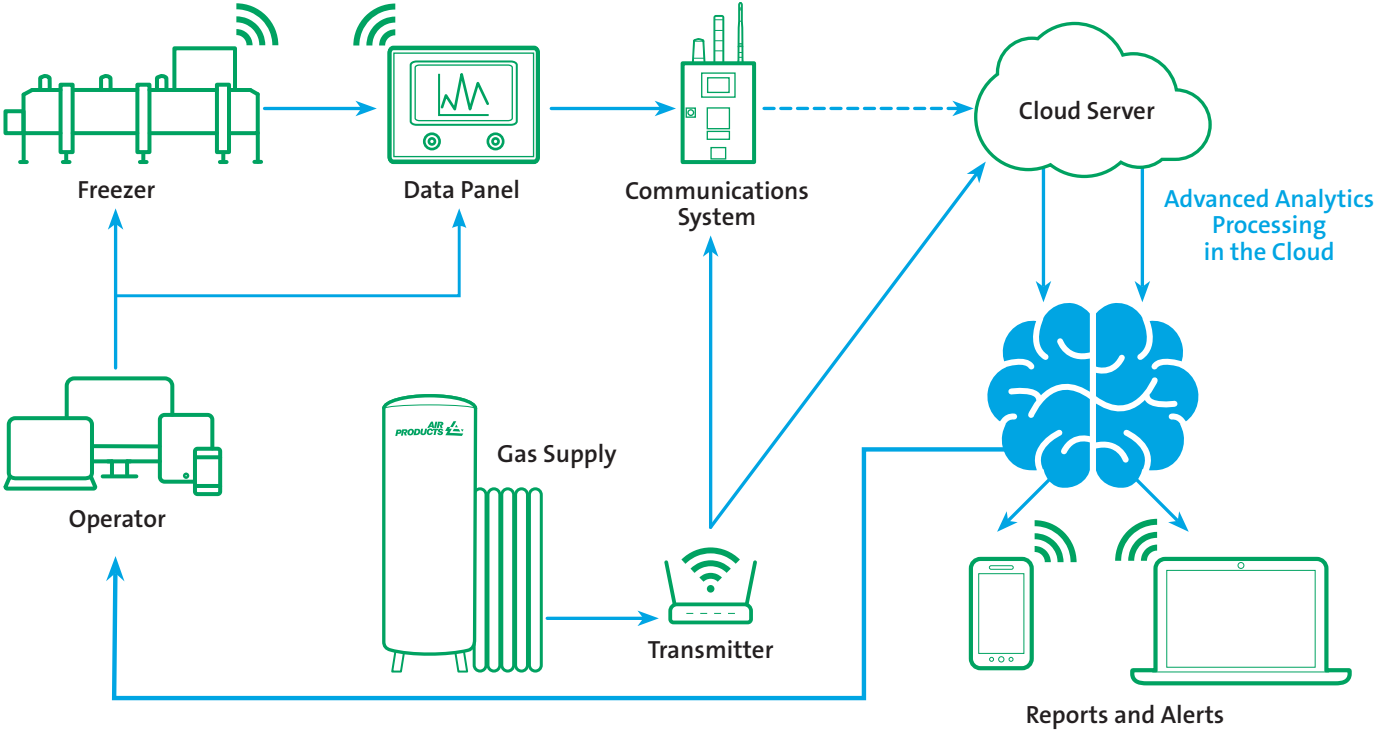 Cloud Server
Freezer
Data Panel
Communications
System
Advanced Analytics
Processing
in the Cloud
AIR
PRODUCTS
Gas Supply
Operator
Transmitter
Reports and Alerts